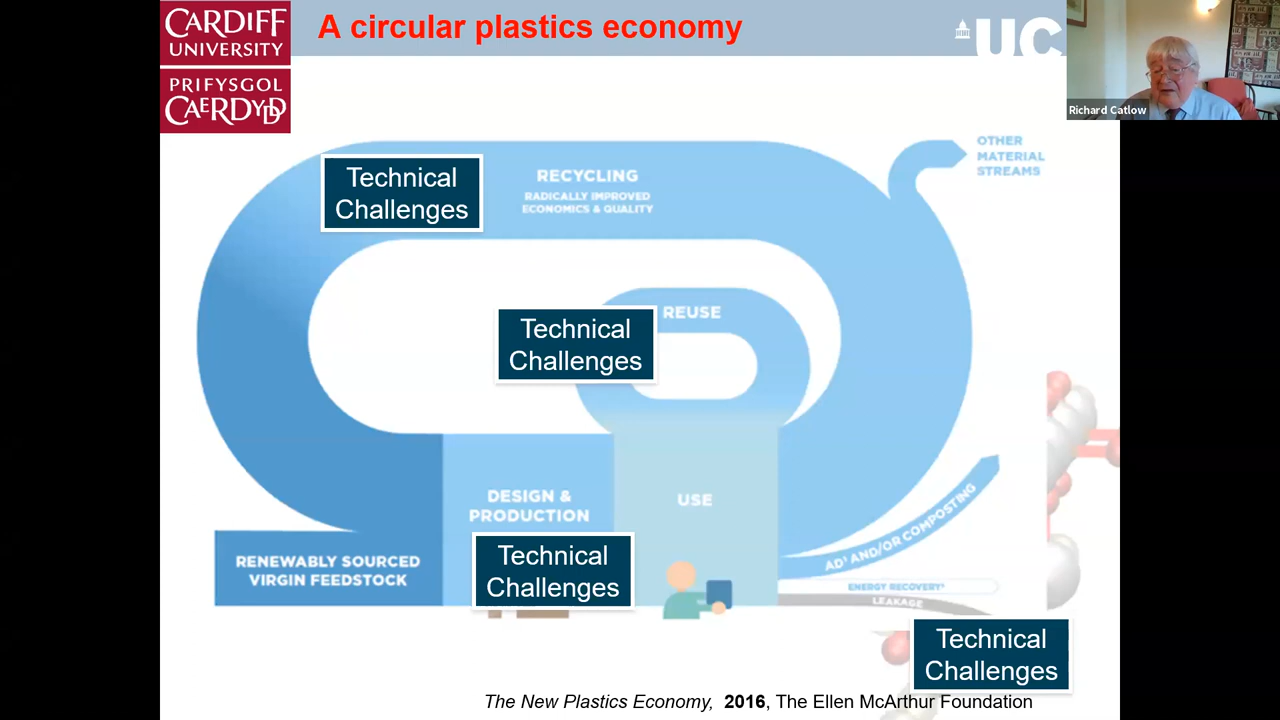 CARDIFF
UNIVERSITY
PRIFYSGOL
CAERDYDD
A circular plastics economy
UC
Richard Catlow
OTHER
MATERIAL
STREAMS
Technical
Challenges
RECYCLING
RADICALLY IMPROVED
ECONOMICS & QUALITY
Technical
Challenges
REUSE
DESIGN &
PRODUCTION
USE
RENEWABLY SOURCED
VIRGIN FEEDSTOCK
Technical
Challenges
AD¹ AND/OR COMPOSTING
ENERGY RECOVERY²
LEAKAGE
Technical
Challenges
The New Plastics Economy, 2016, The Ellen McArthur Foundation